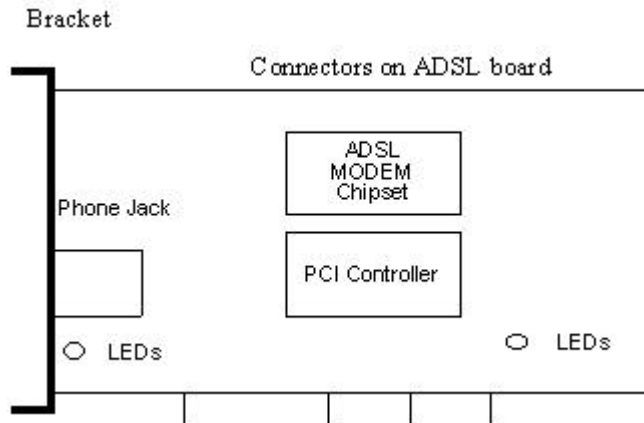 Bracket
Connectors on ADSL board
ADSL
MODEM
Chipset
Phone Jack
PCI Controller
LEDs
LEDs